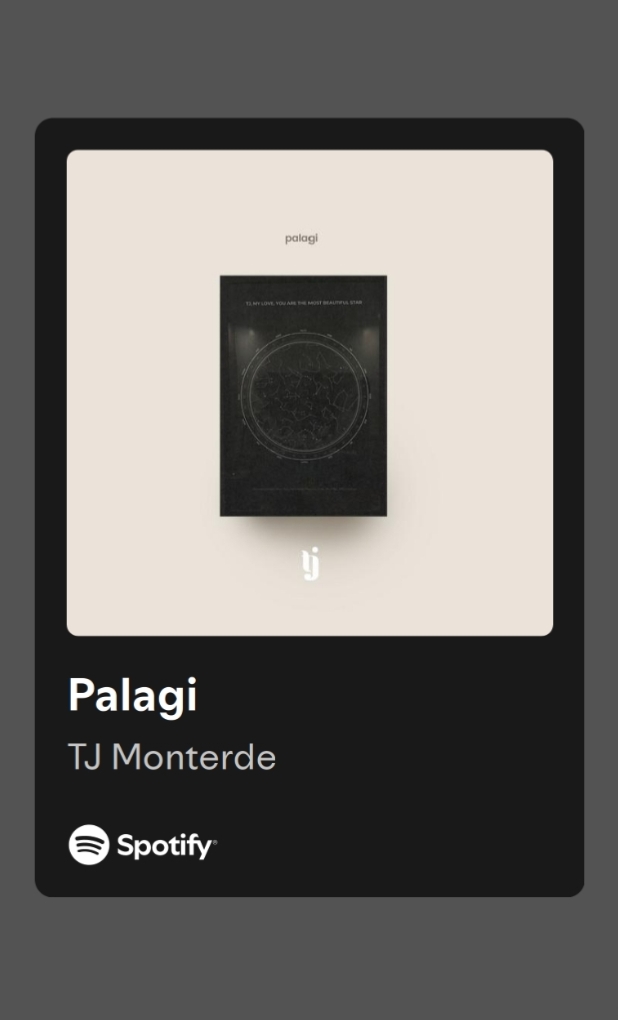 palagi
TJ MY LOVE, YOU ARE THE MOST BEAUTIFUL STAR
tj
Palagi
TJ Monterde
Spotify®